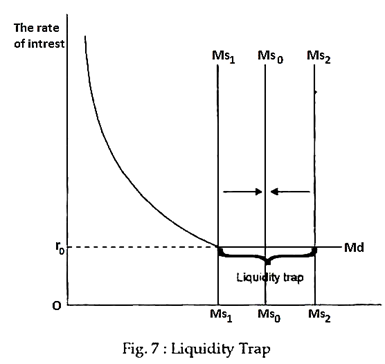 The rate
of intrest
Ms1 Ms0 Ms2
r0
Md
Liquidity trap
O
Ms1 Ms0 Ms2
Fig. 7 : Liquidity Trap